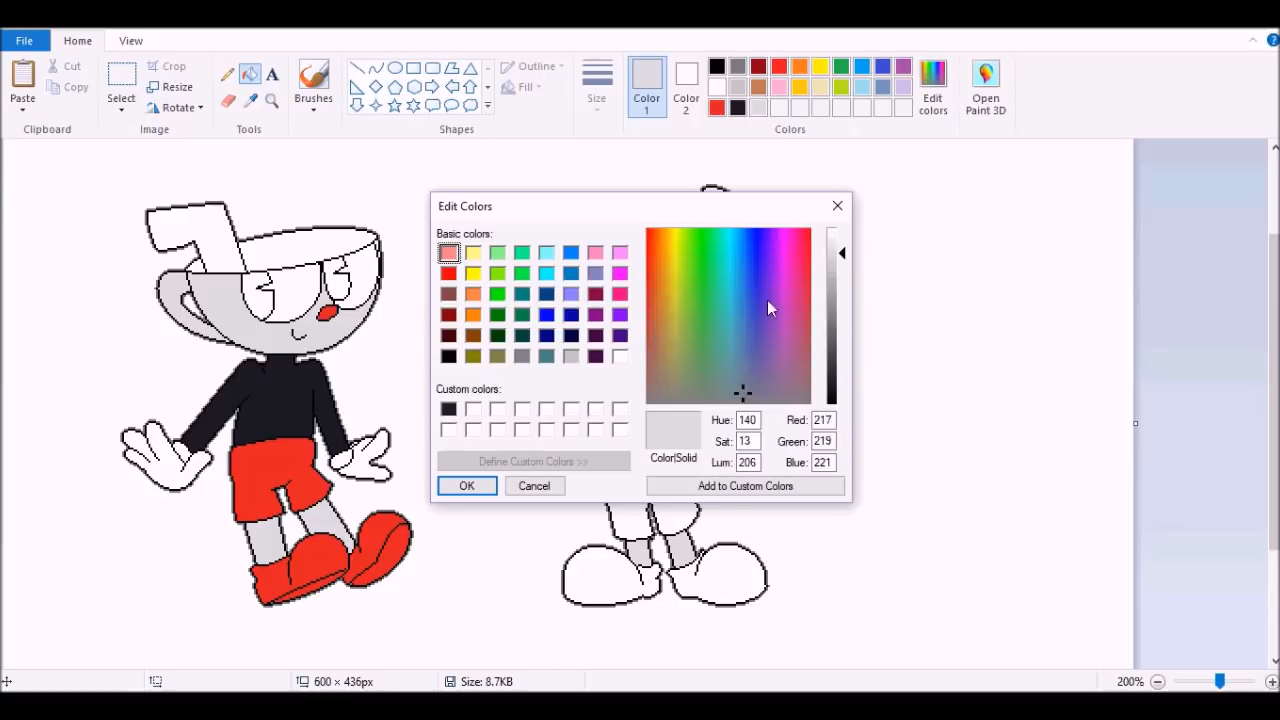 File Home View
Paste
Cut
Copy
Clipboard
Select
Crop
Resize
Rotate
Image
A
Tools
Brushes
Outline
Fill
Shapes
Size
Color
1
Color
2
Edit
colors
Colors
Open
Paint 3D
Edit Colors
Basic colors:
Custom colors:
Define Custom Colors >>
OK Cancel
Color|Solid
Hue: 140 Red: 217
Sat: 13 Green: 219
Lum: 206 Blue: 221
Add to Custom Colors
600 × 436px Size: 8.7KB 200%